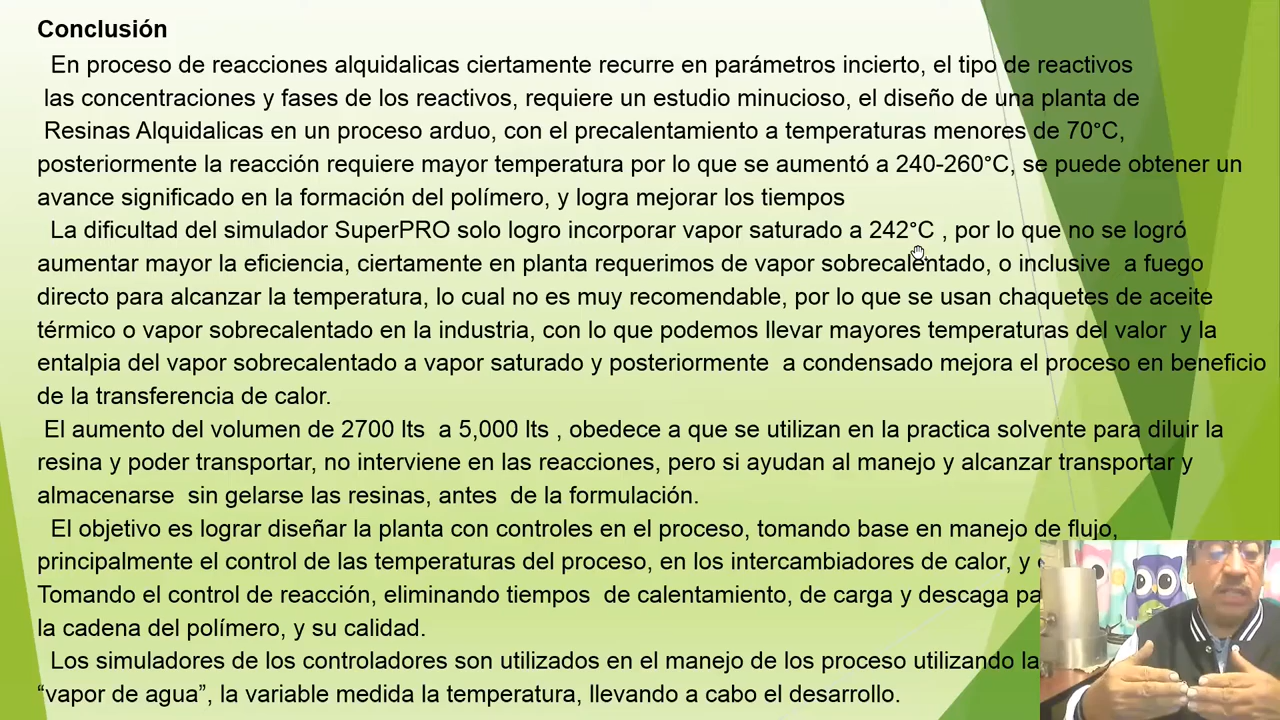 Conclusión
En proceso de reacciones alquidalicas ciertamente recurre en parámetros incierto, el tipo de reactivos
las concentraciones y fases de los reactivos, requiere un estudio minucioso, el diseño de una planta de
Resinas Alquidalicas en un proceso arduo, con el precalentamiento a temperaturas menores de 70°C,
posteriormente la reacción requiere mayor temperatura por lo que se aumentó a 240-260°C, se puede obtener un
avance significado en la formación del polímero, y logra mejorar los tiempos
La dificultad del simulador SuperPRO solo logro incorporar vapor saturado a 242°C , por lo que no se logró
aumentar mayor la eficiencia, ciertamente en planta requerimos de vapor sobrecalentado, o inclusive  a fuego
directo para alcanzar la temperatura, lo cual no es muy recomendable, por lo que se usan chaquetes de aceite
térmico o vapor sobrecalentado en la industria, con lo que podemos llevar mayores temperaturas del valor  y la
entalpia del vapor sobrecalentado a vapor saturado y posteriormente  a condensado mejora el proceso en beneficio
de la transferencia de calor.
El aumento del volumen de 2700 lts  a 5,000 lts , obedece a que se utilizan en la practica solvente para diluir la
resina y poder transportar, no interviene en las reacciones, pero si ayudan al manejo y alcanzar transportar y
almacenarse  sin gelarse las resinas, antes  de la formulación.
El objetivo es lograr diseñar la planta con controles en el proceso, tomando base en manejo de flujo,
principalmente el control de las temperaturas del proceso, en los intercambiadores de calor, y
Tomando el control de reacción, eliminando tiempos  de calentamiento, de carga y descaga
la cadena del polímero, y su calidad.
Los simuladores de los controladores son utilizados en el manejo de los proceso utilizando la
“vapor de agua”, la variable medida la temperatura, llevando a cabo el desarrollo.